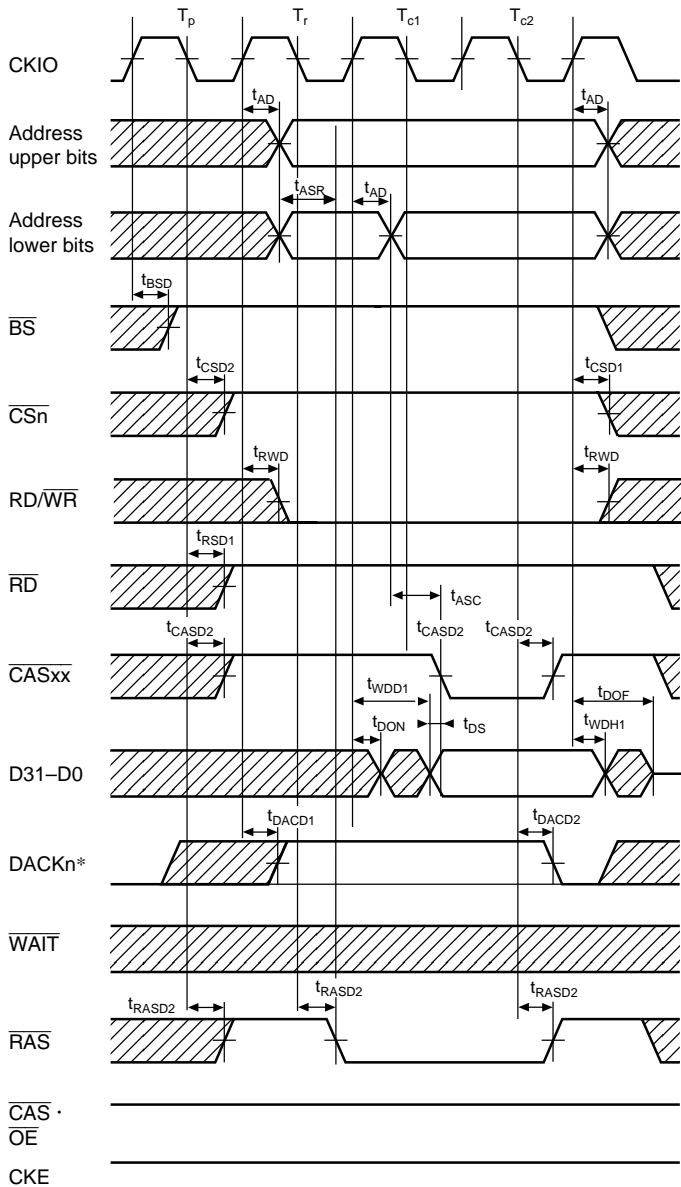 Tp Tr Tc1 Tc2
CKIO
tAD tAD
Address
upper bits
tASR tAD
Address
lower bits
tBSD
BS
tCSD2 tCSD1
CSn
tRWD tRWD
RD/WR
tRSD1
RD
tASC
tCASD2 tCASD2 tCASD2
CASxx
tWDD1 tDOF
tDON tDS tWDH1
D31–D0
tDACD1 tDACD2
DACKn*
WAIT
tRASD2 tRASD2 tRASD2
RAS
CAS ·
OE
CKE